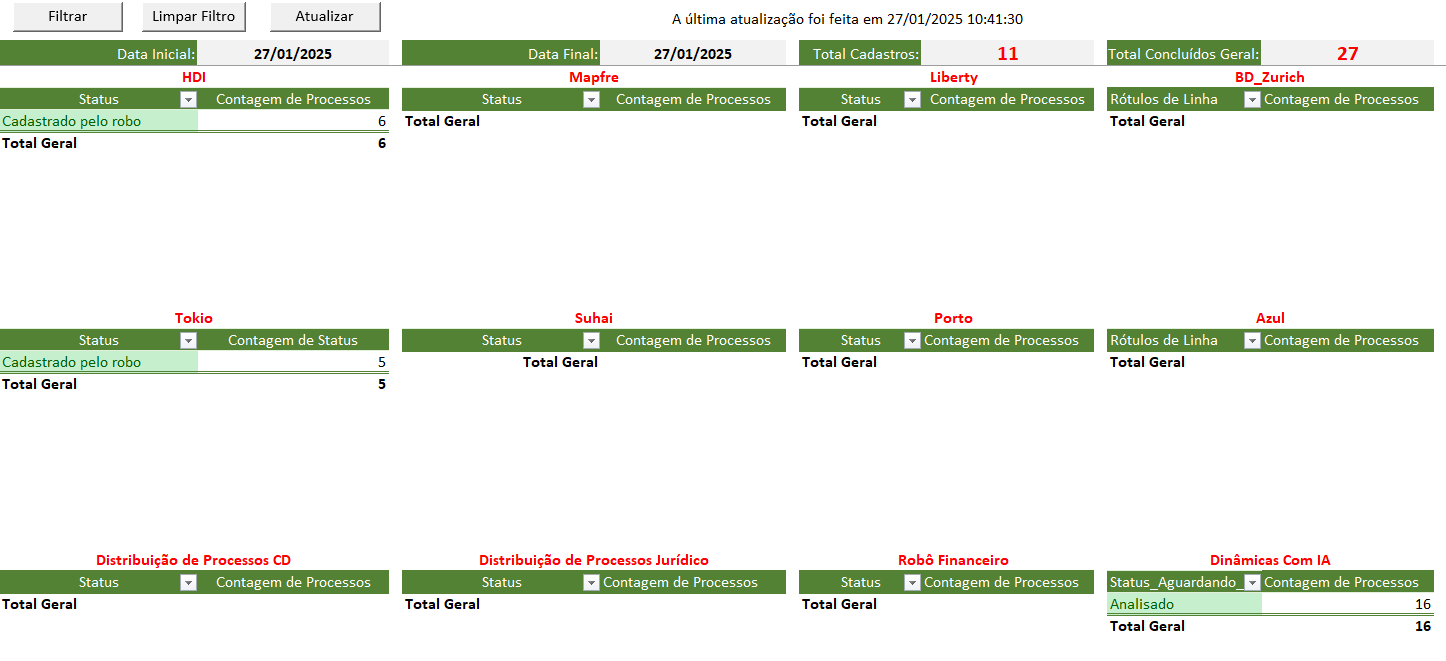 Filtrar Limpar Filtro Atualizar A última atualização foi feita em 27/01/2025 10:41:30
Data Inicial: 27/01/2025 Data Final: 27/01/2025 Total Cadastros: 11 Total Concluídos Geral: 27
HDI Mapfre Liberty BD_Zurich
Status Contagem de Processos Status Contagem de Processos Status Contagem de Processos Rótulos de Linha Contagem de Processos
Cadastrado pelo robo 6 Total Geral Total Geral Total Geral
Total Geral 6
Tokio Suhai Porto Azul
Status Contagem de Status Status Contagem de Processos Status Contagem de Processos Rótulos de Linha Contagem de Processos
Cadastrado pelo robo 5 Total Geral Total Geral Total Geral
Total Geral 5
Distribuição de Processos CD Distribuição de Processos Jurídico Robô Financeiro Dinâmicas Com IA
Status Contagem de Processos Status Contagem de Processos Status Contagem de Processos Status_Aguardando_ Contagem de Processos
Total Geral Total Geral Total Geral Analisado 16
Total Geral 16